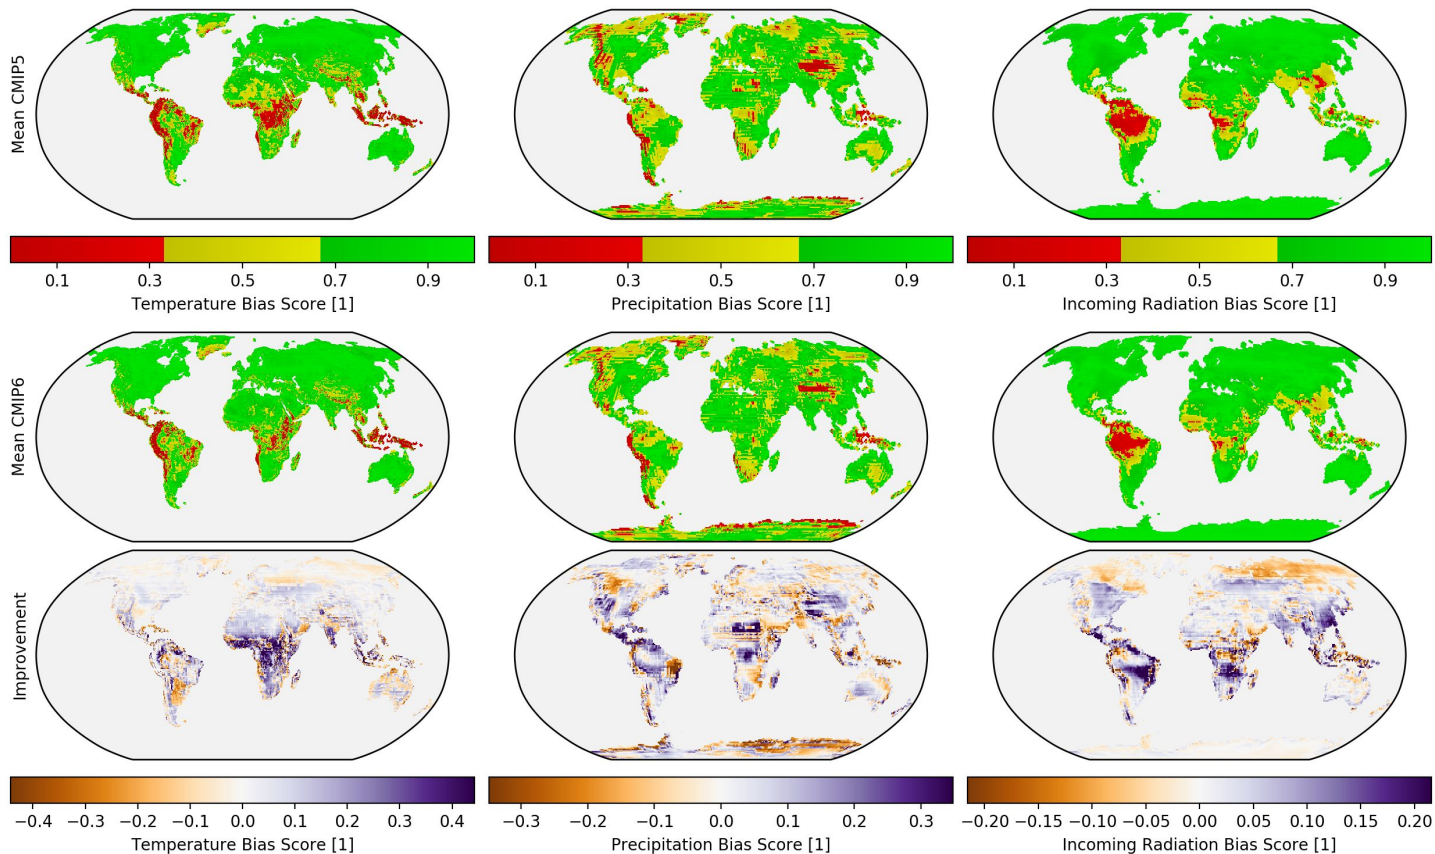 Mean CMIP5
0.1 0.3 0.5 0.7 0.9
Temperature Bias Score [1]
0.1 0.3 0.5 0.7 0.9
Precipitation Bias Score [1]
0.1 0.3 0.5 0.7 0.9
Incoming Radiation Bias Score [1]
Mean CMIP6
Improvement
−0.4 −0.3 −0.2 −0.1 0.0 0.1 0.2 0.3 0.4
Temperature Bias Score [1]
−0.3 −0.2 −0.1 0.0 0.1 0.2 0.3
Precipitation Bias Score [1]
−0.20 −0.15 −0.10 −0.05 0.00 0.05 0.10 0.15 0.20
Incoming Radiation Bias Score [1]